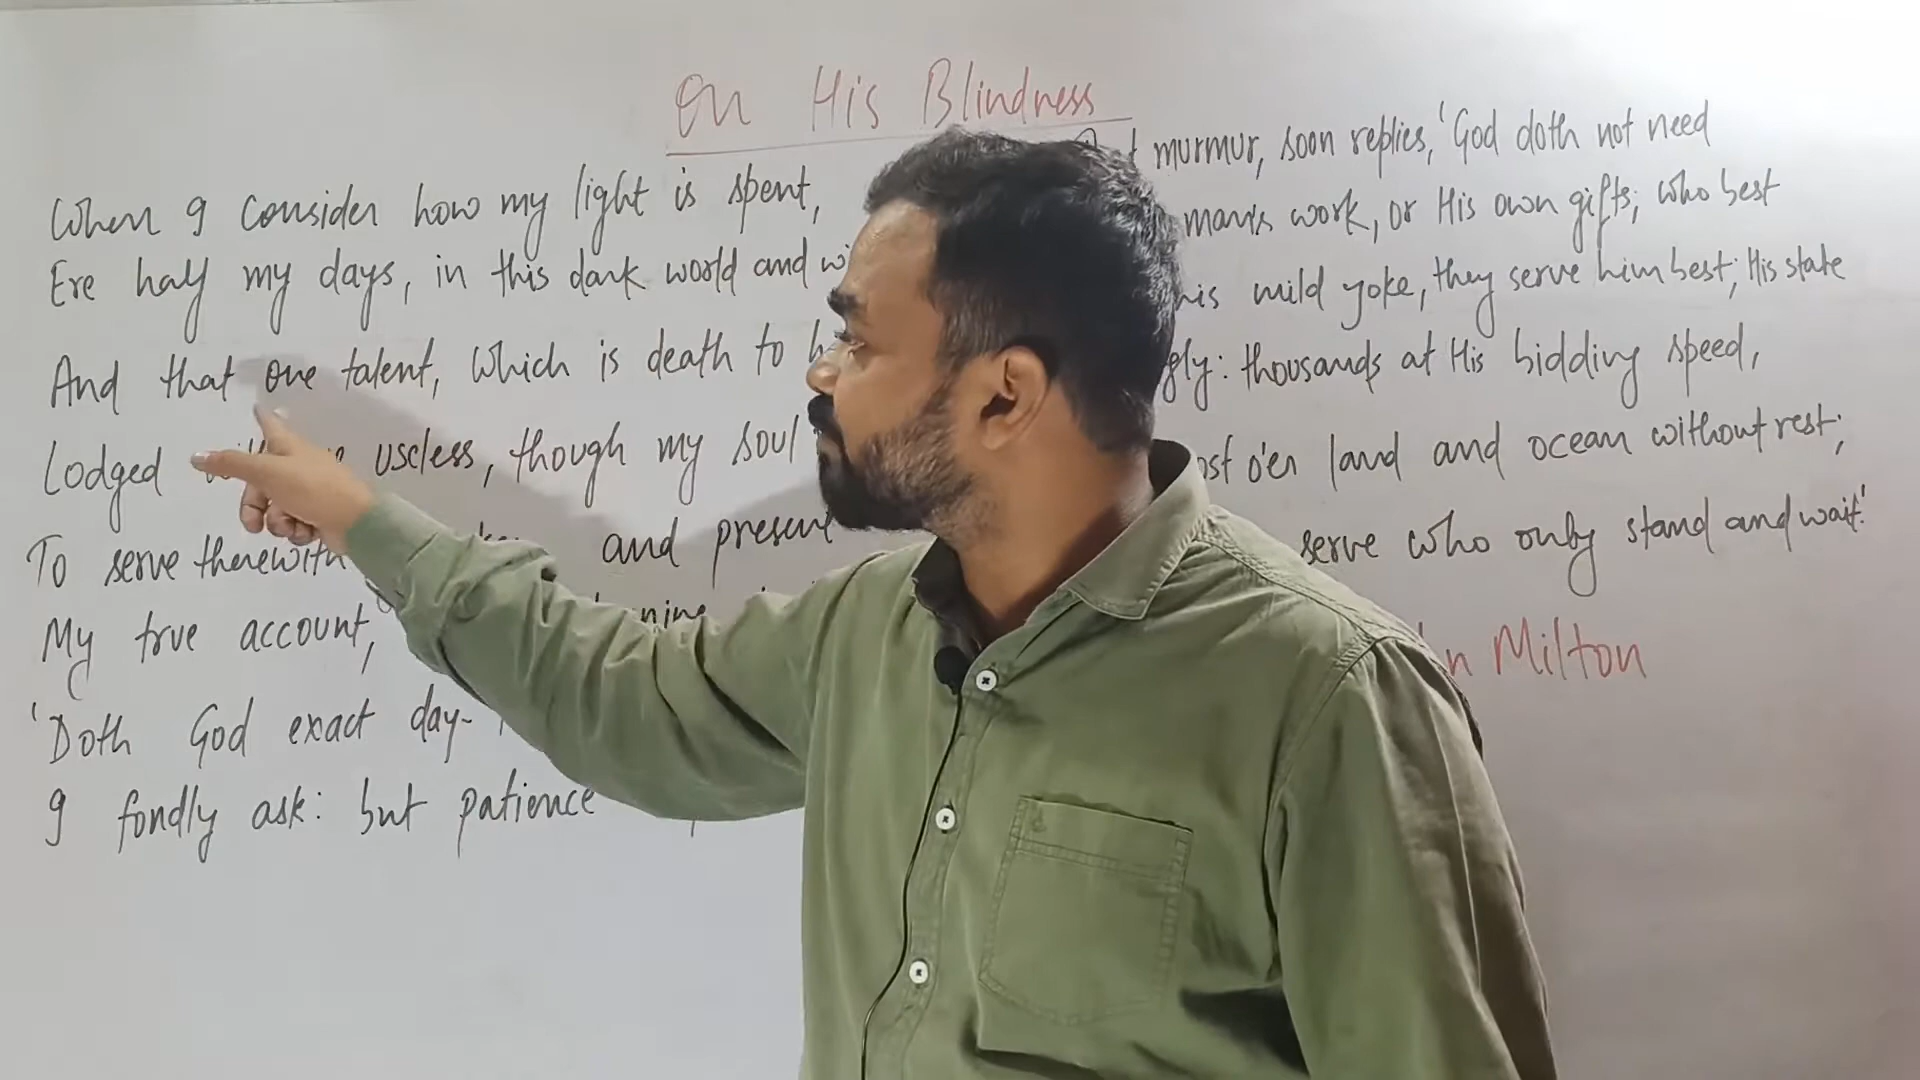 On His Blindness
When I consider how my light is spent,
Ere half my days, in this dark world and
And that one talent, which is death to
Lodged useless, though my soul
To serve therewith and present
My true account,
'Doth God exact day-
I fondly ask: but patience
murmur, soon replies, 'God doth not need
man's work, or His own gifts; who best
his mild yoke, they serve him best; His state
thousands at His bidding speed,
o'er land and ocean without rest;
serve who only stand and wait.'
Milton